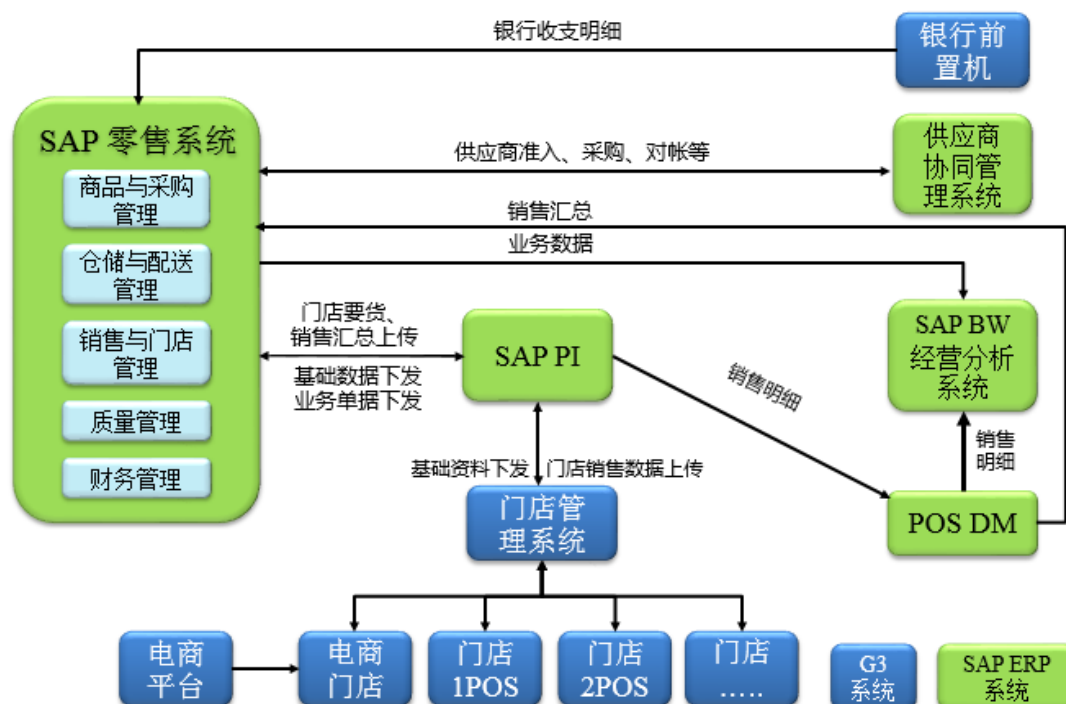 银行收支明细
银行前
置机
SAP 零售系统
商品与采购
管理
仓储与配送
管理
销售与门店
管理
质量管理
财务管理
供应商准入、采购、对帐等
供应商
协同管
理系统
销售汇总
业务数据
门店要货、
销售汇总上传
基础数据下发
业务单据下发
SAP PI
销售明细
SAP BW
经营分析
系统
销售
明细
POS DM
基础资料下发
门店销售数据上传
门店管
理系统
电商
平台
电商
门店
门店
1POS
门店
2POS
门店
.....
G3
系统
SAP ERP
系统